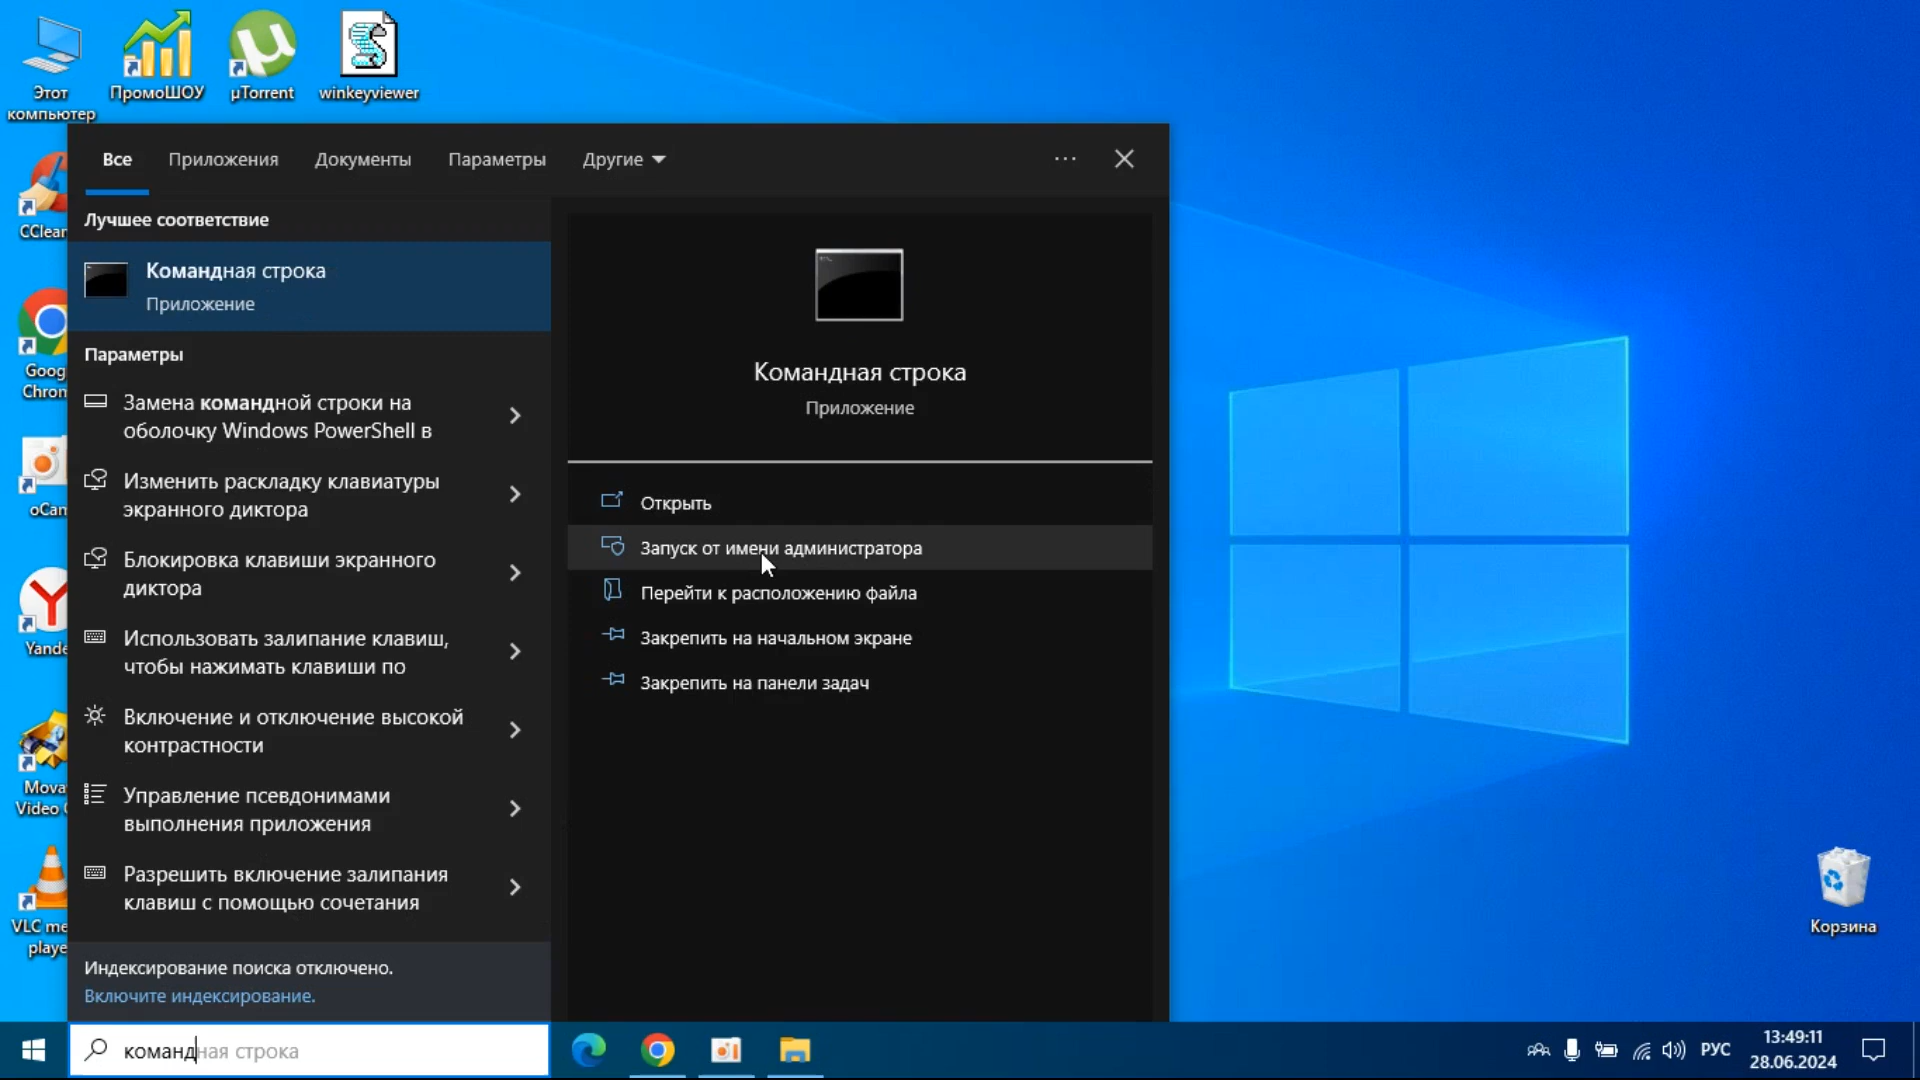 Этот
компьютер
ПромоШОУ
µTorrent
winkeyviewer
Все
Приложения
Документы
Параметры
Другие
CClean
Goog
Chrom
oCam
Yande
Mova
Video
VLC me
playe
Лучшее соответствие
Командная строка
Приложение
Параметры
Замена командной строки на
оболочку Windows PowerShell в
Изменить раскладку клавиатуры
экранного диктора
Блокировка клавиши экранного
диктора
Использовать залипание клавиш,
чтобы нажимать клавиши по
Включение и отключение высокой
контрастности
Управление псевдонимами
выполнения приложения
Разрешить включение залипания
клавиш с помощью сочетания
Индексирование поиска отключено.
Включите индексирование.
Командная строка
Приложение
Открыть
Запуск от имени администратора
Перейти к расположению файла
Закрепить на начальном экране
Закрепить на панели задач
Корзина
командная строка
РУС
13:49:11
28.06.2024